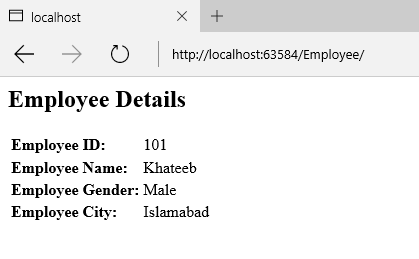 localhost
http://localhost:63584/Employee/
Employee Details
Employee ID: 101
Employee Name: Khateeb
Employee Gender: Male
Employee City: Islamabad